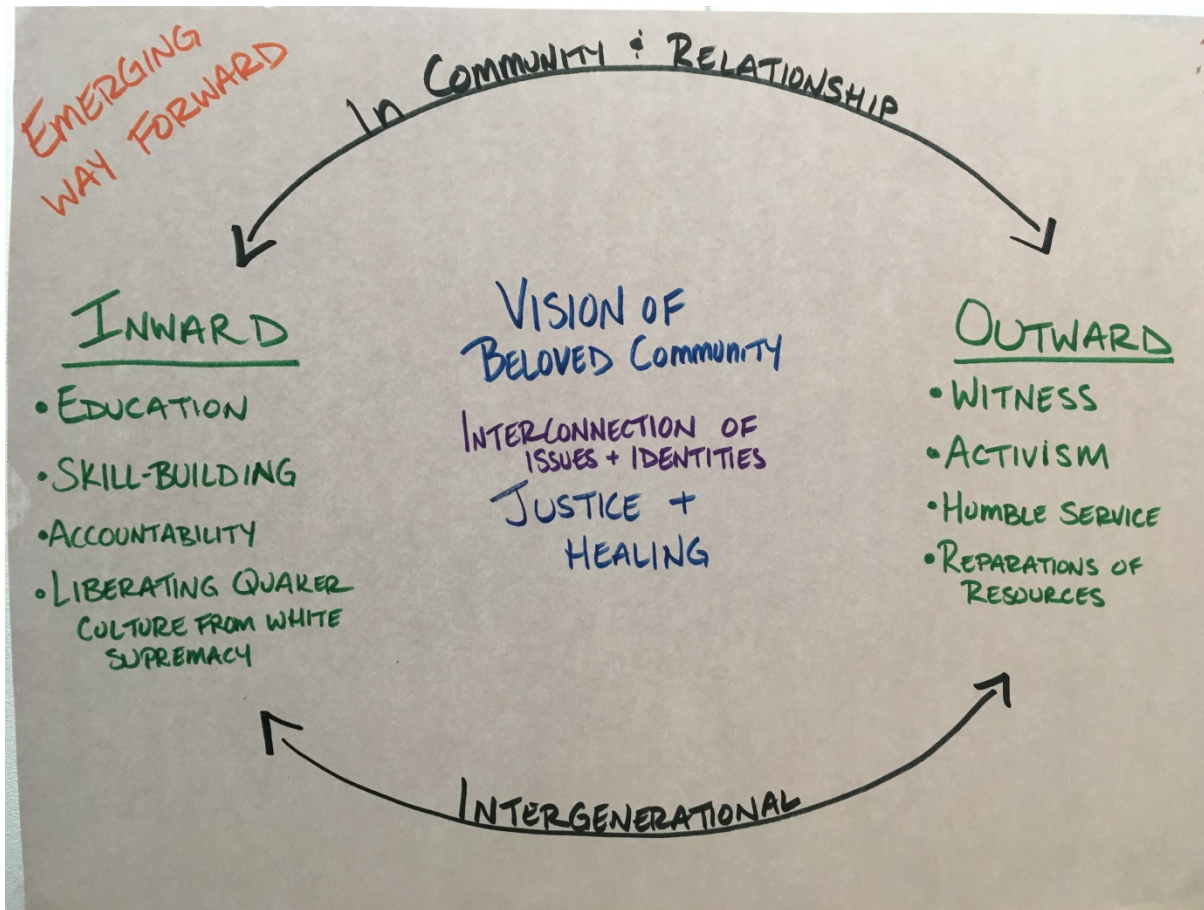 EMERGING
WAY FORWARD
In COMMUNITY & RELATIONSHIP
INWARD
• EDUCATION
• SKILL-BUILDING
• ACCOUNTABILITY
• LIBERATING QUAKER
CULTURE FROM WHITE
SUPREMACY
VISION OF
BELOVED COMMUNITY
INTERCONNECTION OF
ISSUES + IDENTITIES
JUSTICE +
HEALING
OUTWARD
• WITNESS
• ACTIVISM
• HUMBLE SERVICE
• REPARATIONS OF
RESOURCES
INTERGENERATIONAL